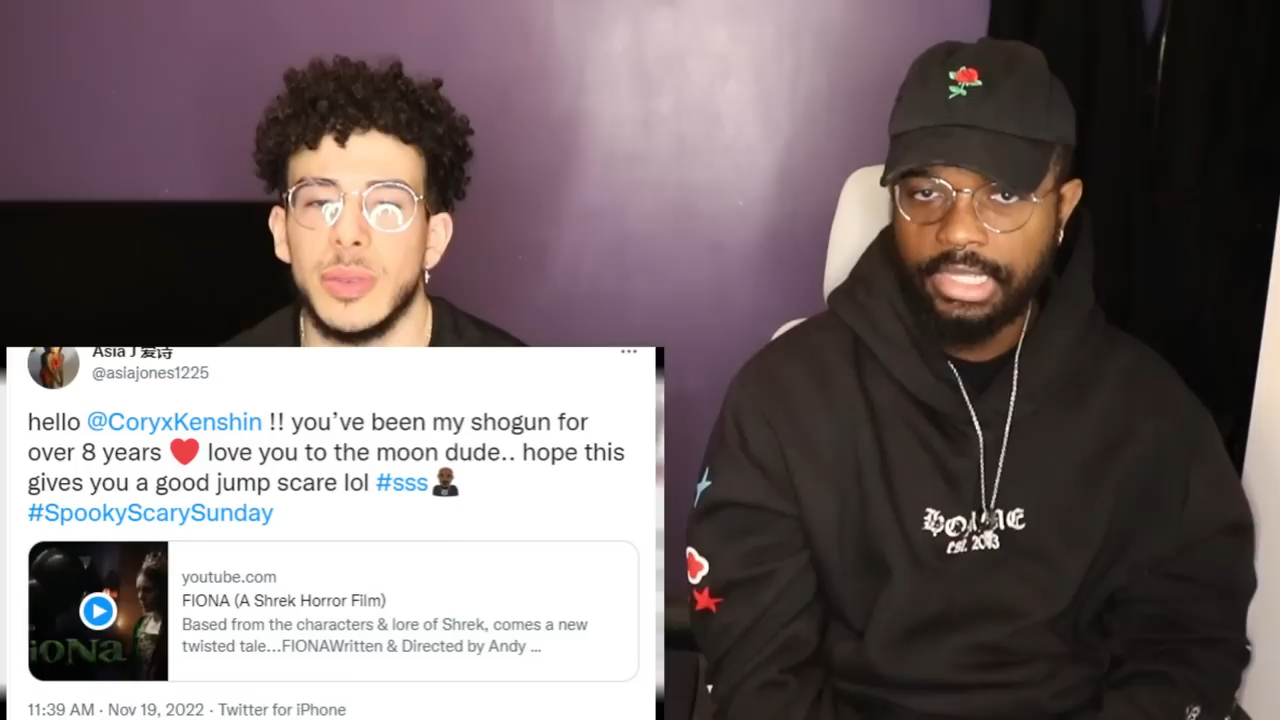 Asia J 爱诗
@asiajones1225
hello @CoryxKenshin !! you’ve been my shogun for
over 8 years ❤️ love you to the moon dude.. hope this
gives you a good jump scare lol #sss
#SpookyScarySunday
youtube.com
FIONA (A Shrek Horror Film)
Based from the characters & lore of Shrek, comes a new
twisted tale...FIONAWritten & Directed by Andy ...
iONa
11:39 AM · Nov 19, 2022 · Twitter for iPhone
est. 2013